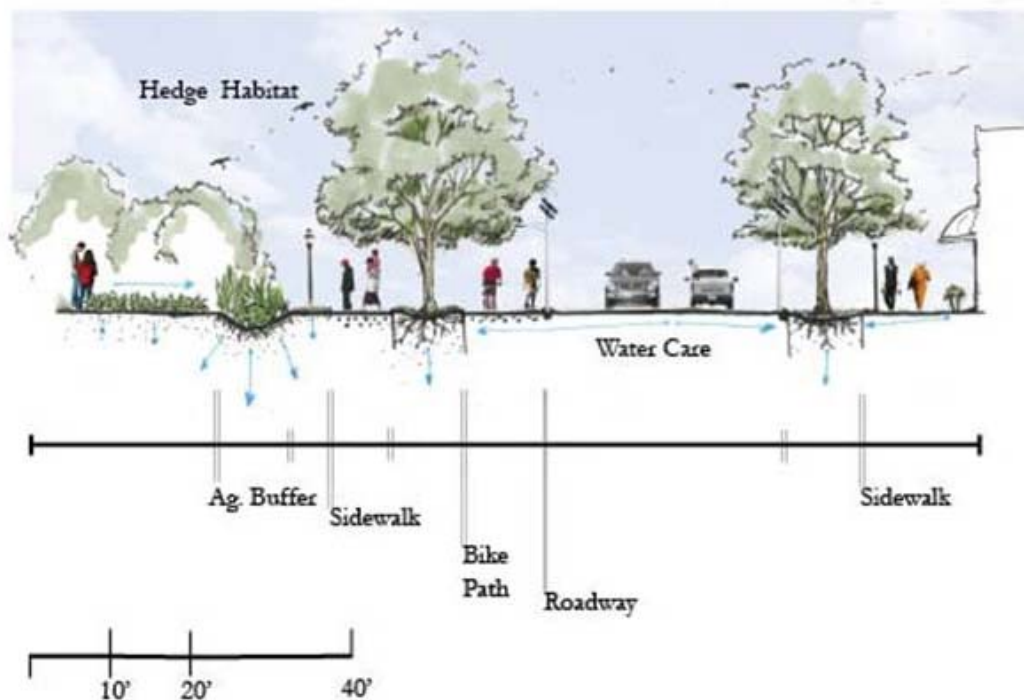 Hedge Habitat
Water Care
Ag. Buffer
Sidewalk
Sidewalk
Bike
Path
Roadway
10' 20' 40'